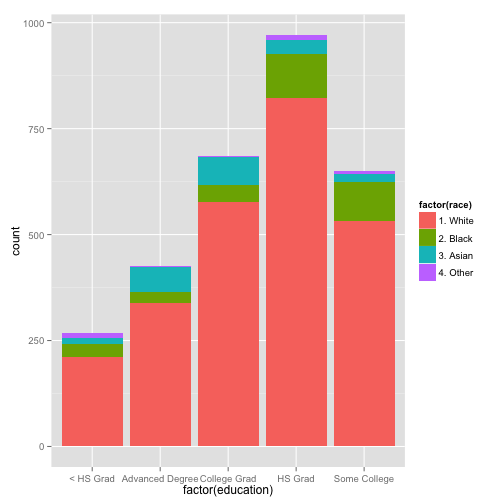 1000
750
500
250
0
count
< HS Grad Advanced Degree College Grad HS Grad Some College
factor(education)
factor(race)
1. White
2. Black
3. Asian
4. Other